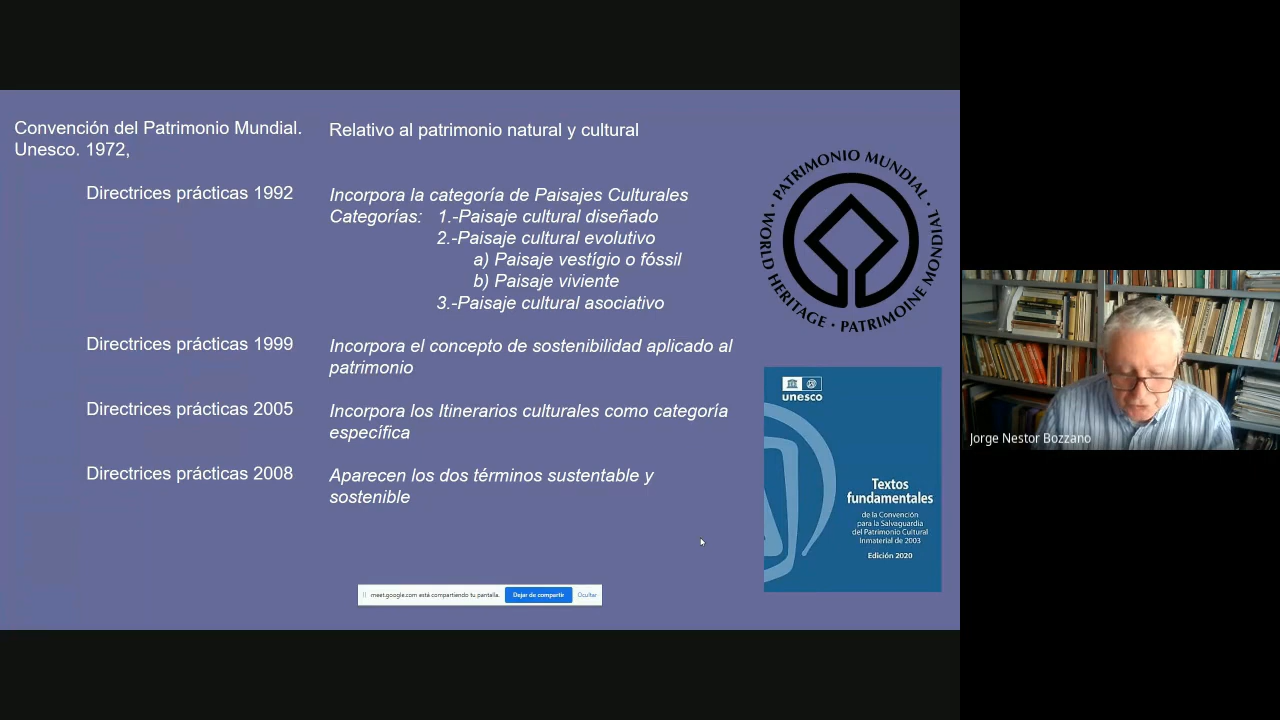 Convención del Patrimonio Mundial.
Unesco. 1972,
Relativo al patrimonio natural y cultural
Directrices prácticas 1992
Incorpora la categoría de Paisajes Culturales
Categorías: 1.-Paisaje cultural diseñado
2.-Paisaje cultural evolutivo
a) Paisaje vestígio o fóssil
b) Paisaje viviente
3.-Paisaje cultural asociativo
Directrices prácticas 1999
Incorpora el concepto de sostenibilidad aplicado al
patrimonio
Directrices prácticas 2005
Incorpora los Itinerarios culturales como categoría
específica
Directrices prácticas 2008
Aparecen los dos términos sustentable y
sostenible
PATRIMONIO MUNDIAL · WORLD HERITAGE · PATRIMOINE MONDIAL ·
unesco
Textos
fundamentales
de la Convención
para la Salvaguardia
del Patrimonio Cultural
Inmaterial de 2003
Edición 2020
meet.google.com está compartiendo tu pantalla.
Dejar de compartir
Ocultar
Jorge Nestor Bozzano